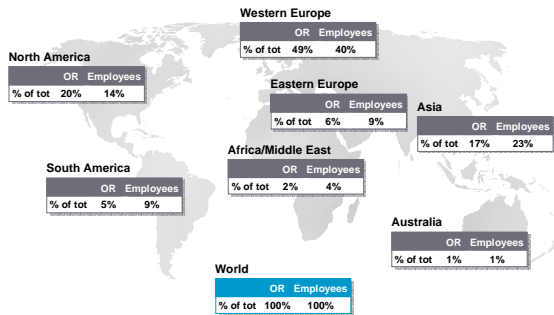 Western Europe
OR Employees
% of tot 49% 40%
North America
OR Employees
% of tot 20% 14%
Eastern Europe
OR Employees
% of tot 6% 9%
Asia
OR Employees
% of tot 17% 23%
Africa/Middle East
OR Employees
% of tot 2% 4%
South America
OR Employees
% of tot 5% 9%
Australia
OR Employees
% of tot 1% 1%
World
OR Employees
% of tot 100% 100%